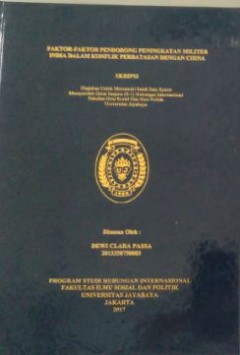 FAKTOR-FAKTOR PENDORONG PENINGKATAN MILITER
INDIA DALAM KONFLIK PERBATASAN DENGAN CHINA
SKRIPSI
Diajukan Untuk Memenuhi Salah Satu Syarat
Memperoleh Gelar Sarjana (S-1) Hubungan Internasional
Fakultas Ilmu Sosial Dan Ilmu Politik
Universitas Jayabaya
Disusun Oleh :
DEWI CLARA PASSA
PROGRAM STUDI HUBUNGAN INTERNASIONAL
FAKULTAS ILMU SOSIAL DAN POLITIK
UNIVERSITAS JAYABAYA
JAKARTA
2017